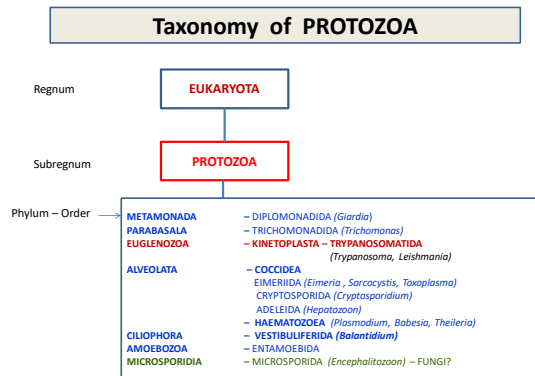 Taxonomy of PROTOZOA
Regnum
EUKARYOTA
Subregnum
PROTOZOA
Phylum – Order
METAMONADA – DIPLOMONADIDA (Giardia)
PARABASALA – TRICHOMONADIDA (Trichomonas)
EUGLENOZOA – KINETOPLASTA – TRYPANOSOMATIDA
(Trypanosoma, Leishmania)
ALVEOLATA – COCCIDEA
EIMERIIDA (Eimeria , Sarcocystis, Toxoplasma)
CRYPTOSPORIDA (Cryptosporidium)
ADELEIDA (Hepatozoon)
– HAEMATOZOEA (Plasmodium, Babesia, Theileria)
CILIOPHORA – VESTIBULIFERIDA (Balantidium)
AMOEBOZOA – ENTAMOEBIDA
MICROSPORIDIA – MICROSPORIDA (Encephalitozoon) – FUNGI?